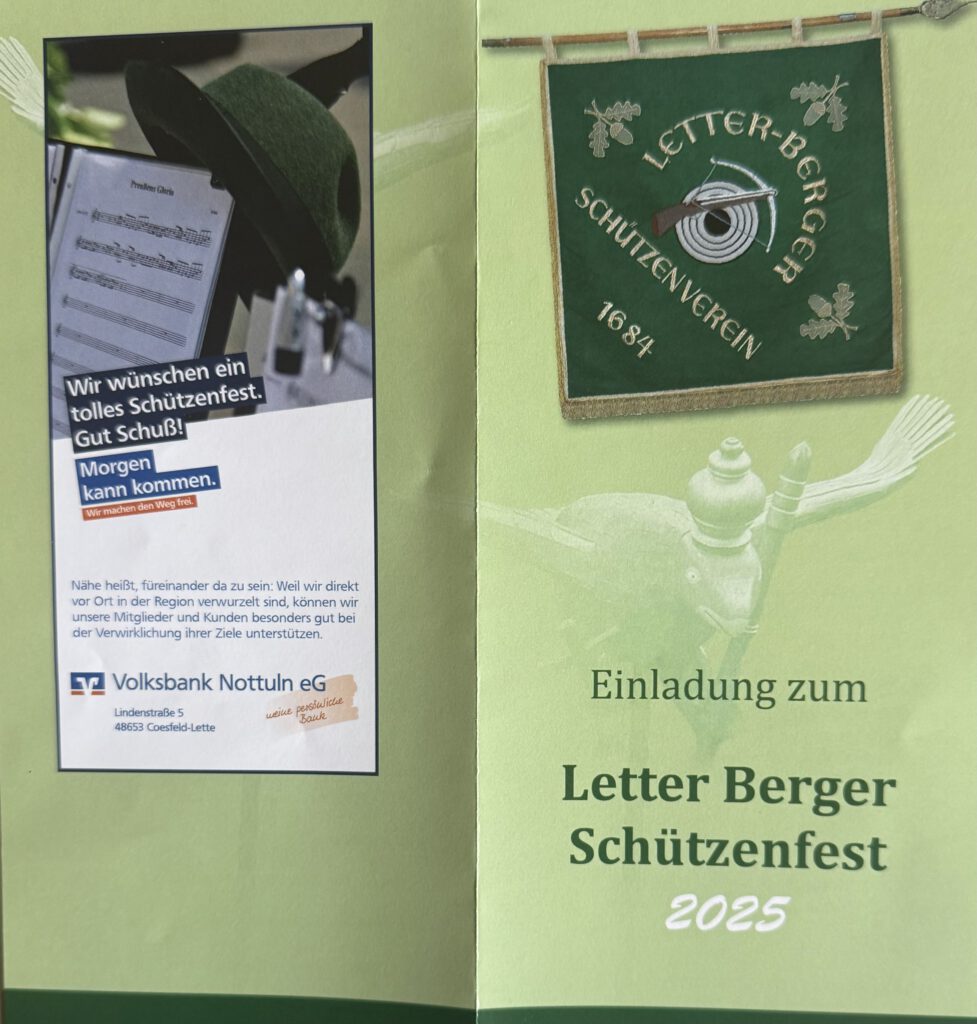 Preußens Gloria
Wir wünschen ein
tolles Schützenfest.
Gut Schuß!
Morgen
kann kommen.
Wir machen den Weg frei.
Nähe heißt, füreinander da zu sein: Weil wir direkt
vor Ort in der Region verwurzelt sind, können wir
unsere Mitglieder und Kunden besonders gut bei
der Verwirklichung ihrer Ziele unterstützen.
Volksbank Nottuln eG
Lindenstraße 5
48653 Coesfeld-Lette
meine persönliche
Bank
LETTER-BERGER
SCHÜTZENVEREIN
1684
Einladung zum
Letter Berger
Schützenfest
2025